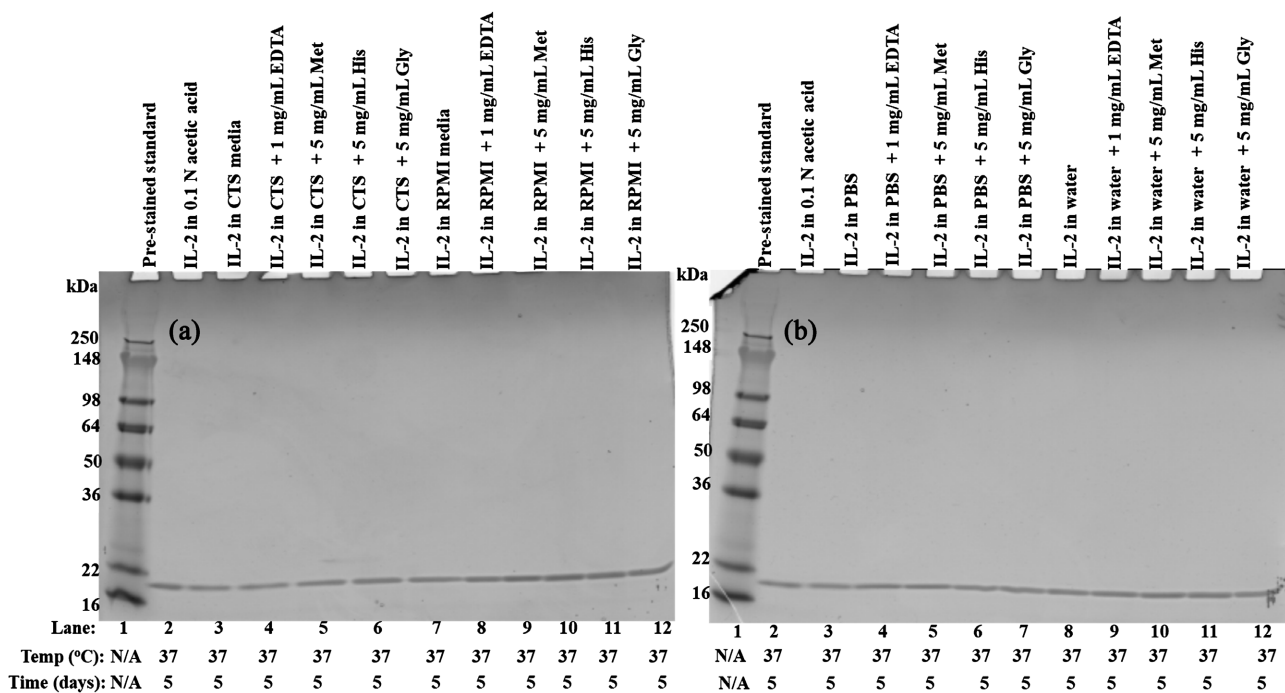 Pre-stained standard
IL-2 in 0.1 N acetic acid
IL-2 in CTS media
IL-2 in CTS + 1 mg/mL EDTA
IL-2 in CTS + 5 mg/mL Met
IL-2 in CTS + 5 mg/mL His
IL-2 in CTS + 5 mg/mL Gly
IL-2 in RPMI media
IL-2 in RPMI + 1 mg/mL EDTA
IL-2 in RPMI + 5 mg/mL Met
IL-2 in RPMI + 5 mg/mL His
IL-2 in RPMI + 5 mg/mL Gly
kDa
(a)
250
148
98
64
50
36
22
16
Lane: 1 2 3 4 5 6 7 8 9 10 11 12
Temp (°C): N/A 37 37 37 37 37 37 37 37 37 37 37
Time (days): N/A 5 5 5 5 5 5 5 5 5 5 5
Pre-stained standard
IL-2 in 0.1 N acetic acid
IL-2 in PBS
IL-2 in PBS + 1 mg/mL EDTA
IL-2 in PBS + 5 mg/mL Met
IL-2 in PBS + 5 mg/mL His
IL-2 in PBS + 5 mg/mL Gly
IL-2 in water
IL-2 in water + 1 mg/mL EDTA
IL-2 in water + 5 mg/mL Met
IL-2 in water + 5 mg/mL His
IL-2 in water + 5 mg/mL Gly
kDa
(b)
250
148
98
64
50
36
22
16
1 2 3 4 5 6 7 8 9 10 11 12
N/A 37 37 37 37 37 37 37 37 37 37 37
N/A 5 5 5 5 5 5 5 5 5 5 5